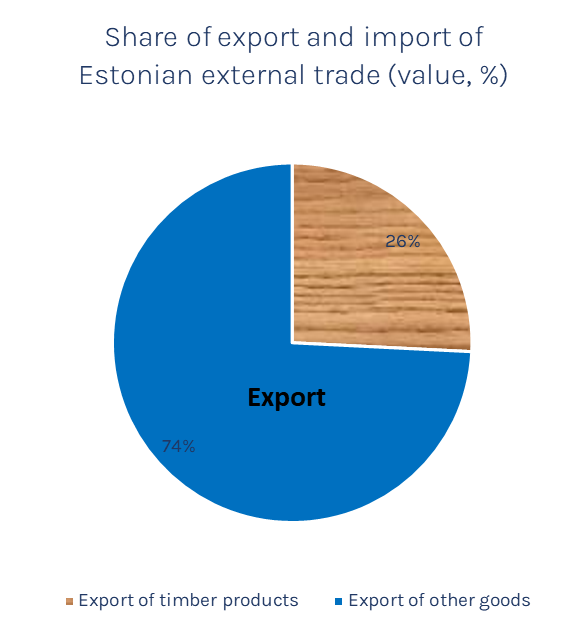 Share of export and import of
Estonian external trade (value, %)
26%
Export
74%
Export of timber products
Export of other goods